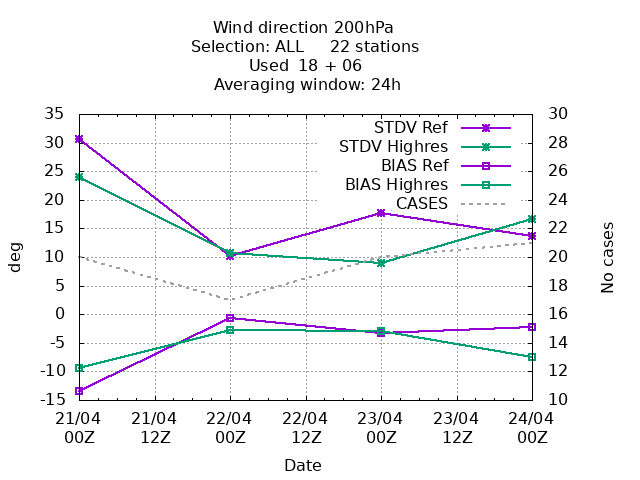 Wind direction 200hPa
Selection: ALL     22 stations
Used  18 + 06
Averaging window: 24h
STDV Ref
STDV Highres
BIAS Ref
BIAS Highres
CASES
35
30
25
20
15
10
5
0
-5
-10
-15
deg
30
28
26
24
22
20
18
16
14
12
10
No cases
21/04 21/04 22/04 22/04 23/04 23/04 24/04
00Z 12Z 00Z 12Z 00Z 12Z 00Z
Date